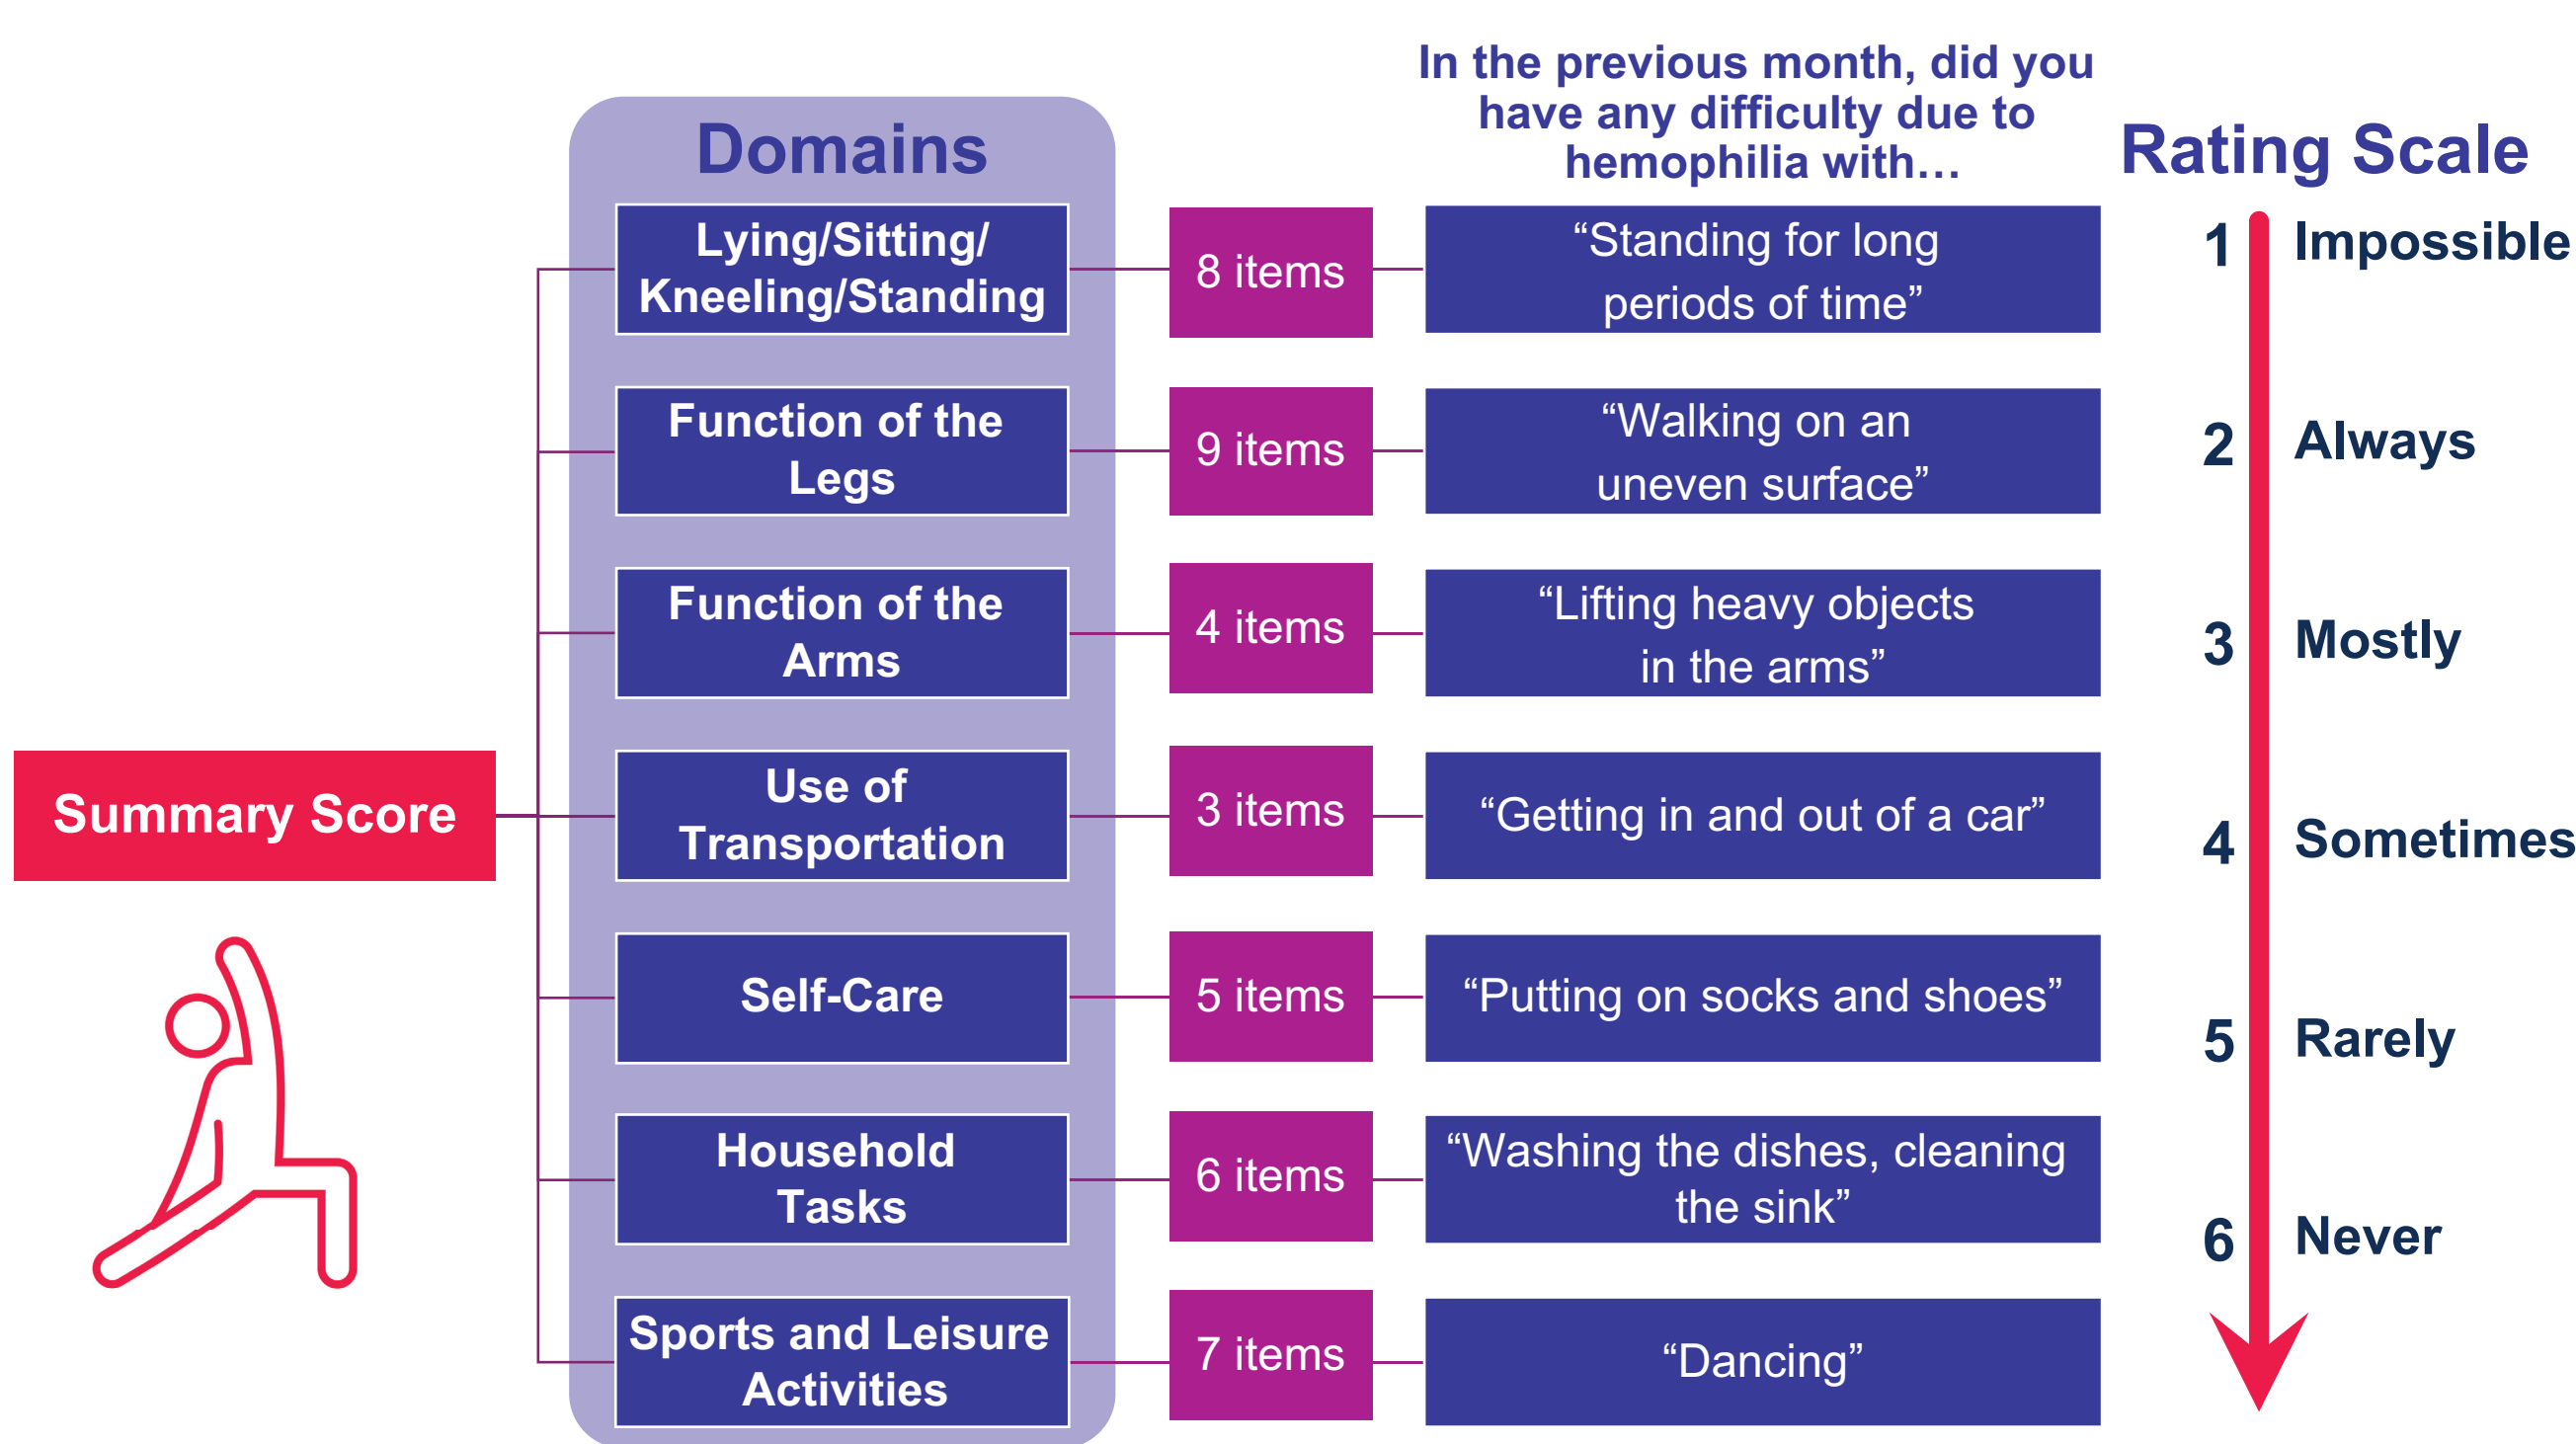 In the previous month, did you
have any difficulty due to
hemophilia with…
Domains
Rating Scale
Lying/Sitting/
Kneeling/Standing
8 items
“Standing for long
periods of time”
1 Impossible
Function of the
Legs
9 items
“Walking on an
uneven surface”
2 Always
Function of the
Arms
4 items
“Lifting heavy objects
in the arms”
3 Mostly
Summary Score
Use of
Transportation
3 items
“Getting in and out of a car”
4 Sometimes
Self-Care
5 items
“Putting on socks and shoes”
5 Rarely
Household
Tasks
6 items
“Washing the dishes, cleaning
the sink”
6 Never
Sports and Leisure
Activities
7 items
“Dancing”